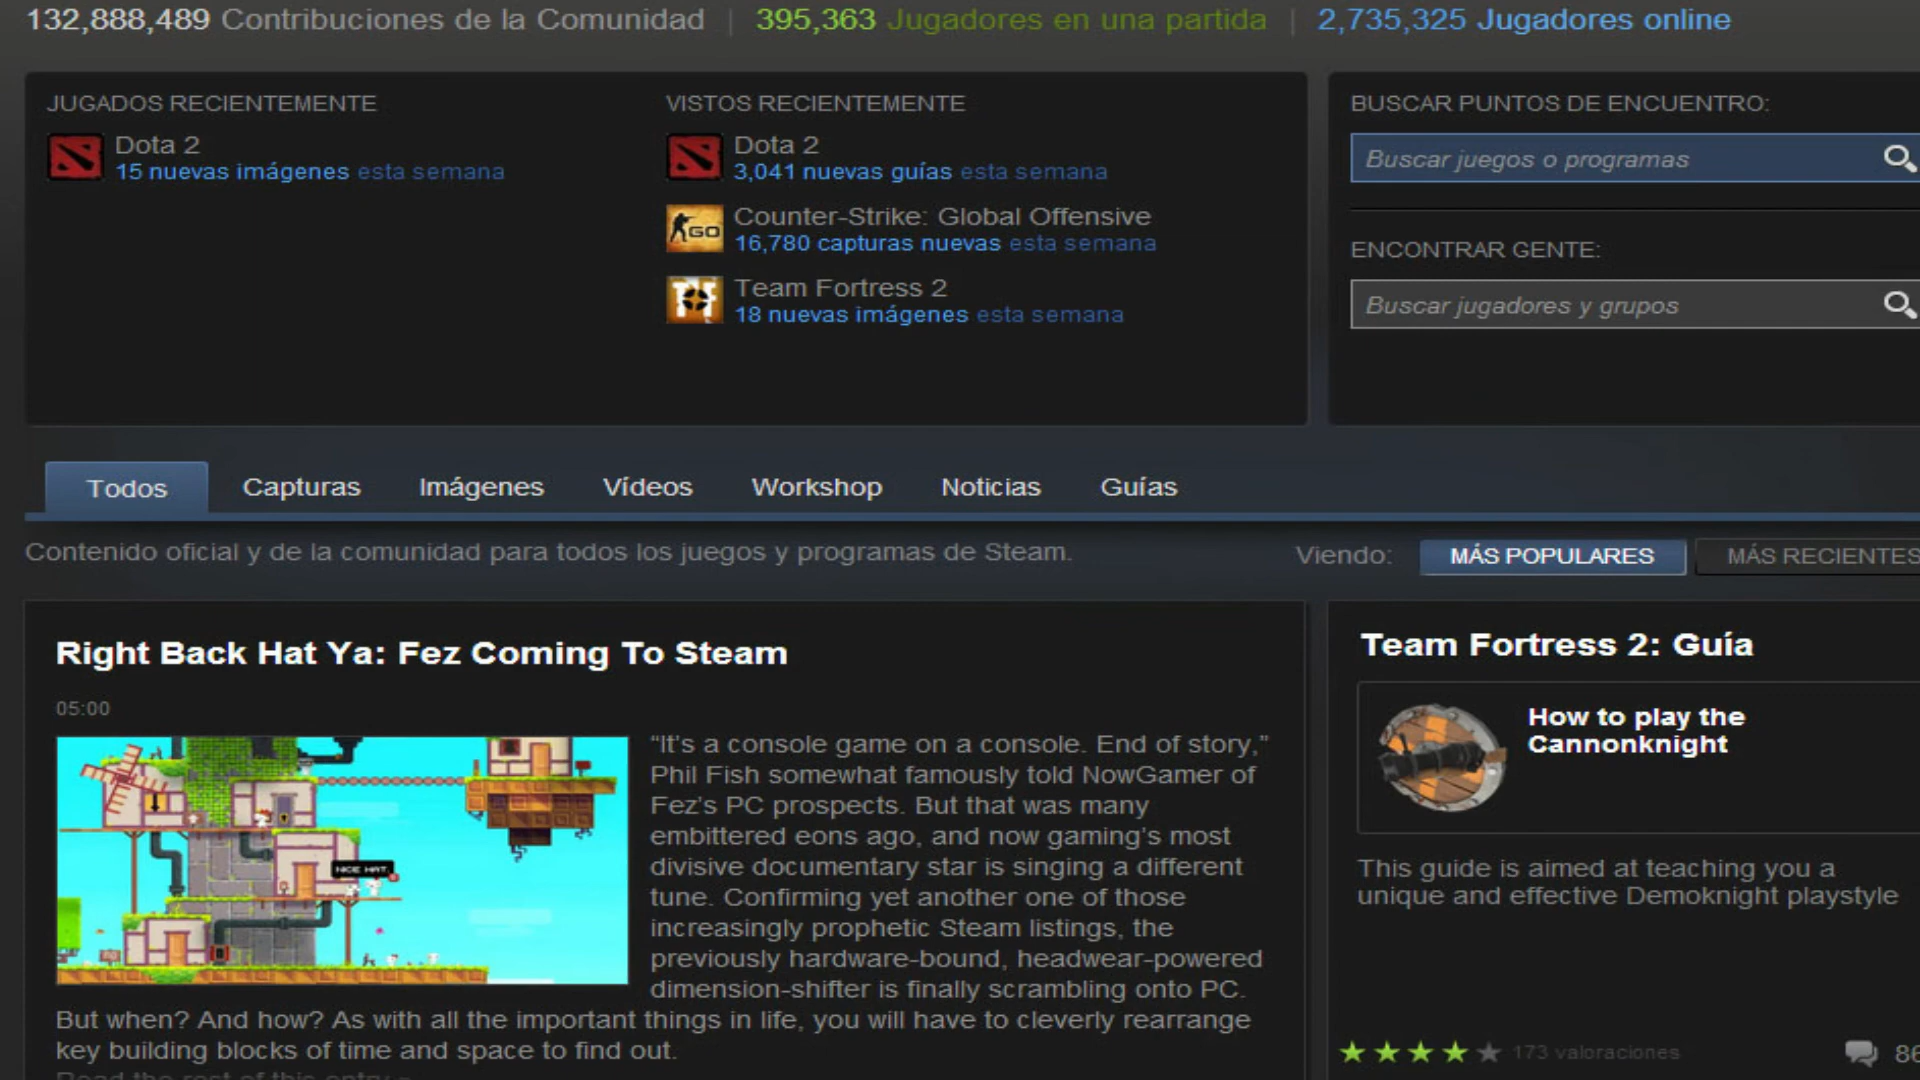 132,888,489 Contribuciones de la Comunidad | 395,363 Jugadores en una partida | 2,735,325 Jugadores online
JUGADOS RECIENTEMENTE
Dota 2
15 nuevas imágenes esta semana
VISTOS RECIENTEMENTE
Dota 2
3,041 nuevas guías esta semana
GO
Counter-Strike: Global Offensive
16,780 capturas nuevas esta semana
Team Fortress 2
18 nuevas imágenes esta semana
BUSCAR PUNTOS DE ENCUENTRO:
Buscar juegos o programas
ENCONTRAR GENTE:
Buscar jugadores y grupos
Todos Capturas Imágenes Vídeos Workshop Noticias Guías
Contenido oficial y de la comunidad para todos los juegos y programas de Steam.
Viendo: MÁS POPULARES MÁS RECIENTES
Right Back Hat Ya: Fez Coming To Steam
05:00
NICE HAT.
“It's a console game on a console. End of story,”
Phil Fish somewhat famously told NowGamer of
Fez's PC prospects. But that was many
embittered eons ago, and now gaming's most
divisive documentary star is singing a different
tune. Confirming yet another one of those
increasingly prophetic Steam listings, the
previously hardware-bound, headwear-powered
dimension-shifter is finally scrambling onto PC.
But when? And how? As with all the important things in life, you will have to cleverly rearrange
key building blocks of time and space to find out.
Read the rest of this entry »
Team Fortress 2: Guía
How to play the
Cannonknight
This guide is aimed at teaching you a
unique and effective Demoknight playstyle
173 valoraciones